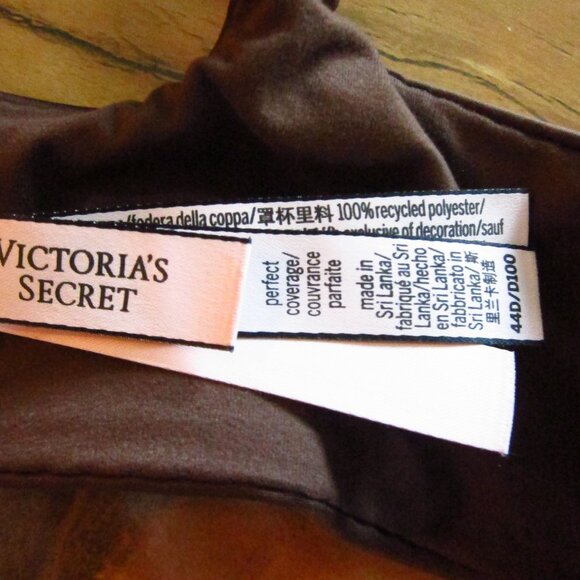 /fodera della coppa/罩杯里料 100% recycled polyester/
exclusive of decoration/sauf
VICTORIA'S
SECRET
perfect
coverage/
couvrance
parfaite
made in
Sri Lanka/
fabriqué au Sri
Lanka/hecho
en Sri Lanka/
fabbricato in
Sri Lanka/ 斯
里兰卡制造
44D/D100